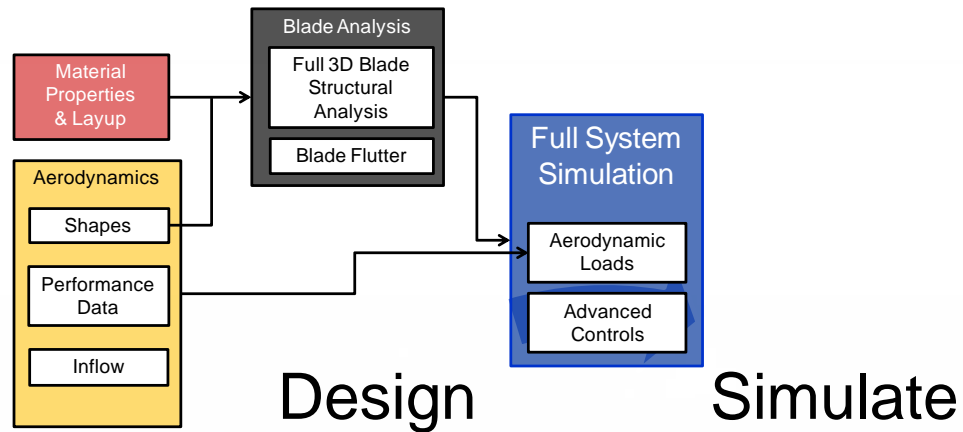 Blade Analysis
Full 3D Blade
Structural
Analysis
Blade Flutter
Material
Properties
& Layup
Aerodynamics
Shapes
Performance
Data
Inflow
Full System
Simulation
Aerodynamic
Loads
Advanced
Controls
Design
Simulate